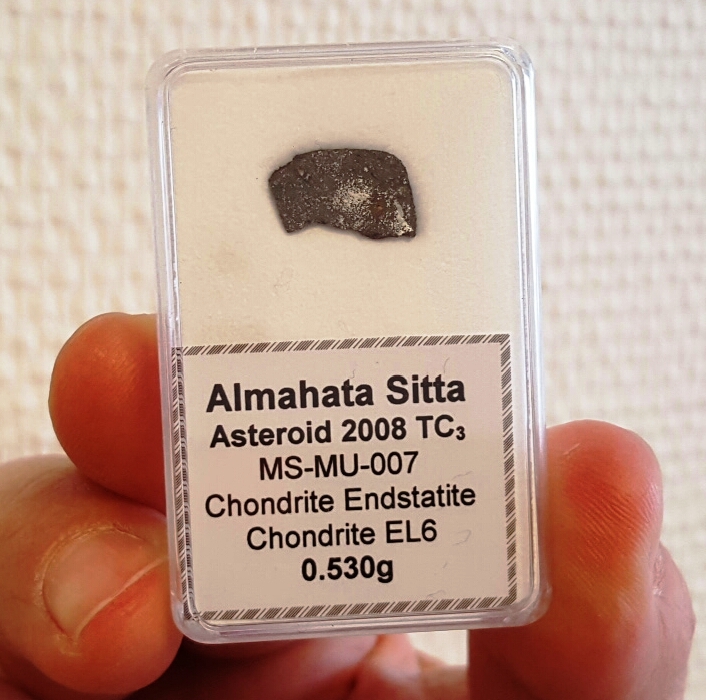 Almahata Sitta
Asteroid 2008 TC₃
MS-MU-007
Chondrite Endstatite
Chondrite EL6
0.530g